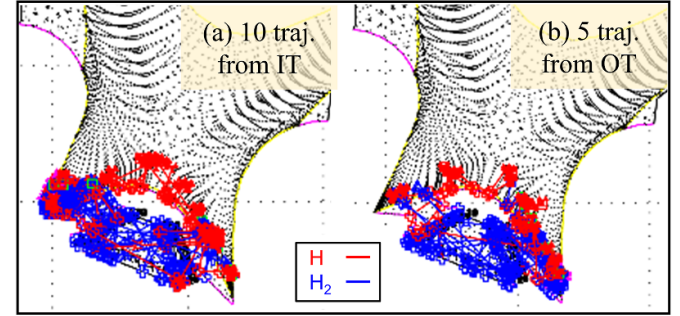 (a) 10 traj.
from IT
(b) 5 traj.
from OT
H
H₂